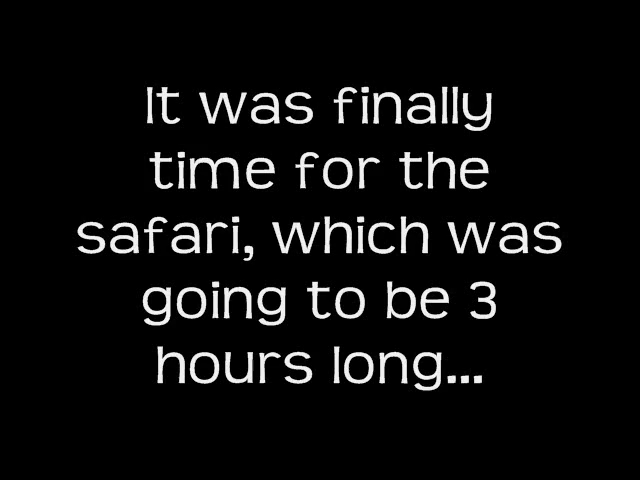 It was finally
time for the
safari, which was
going to be 3
hours long...